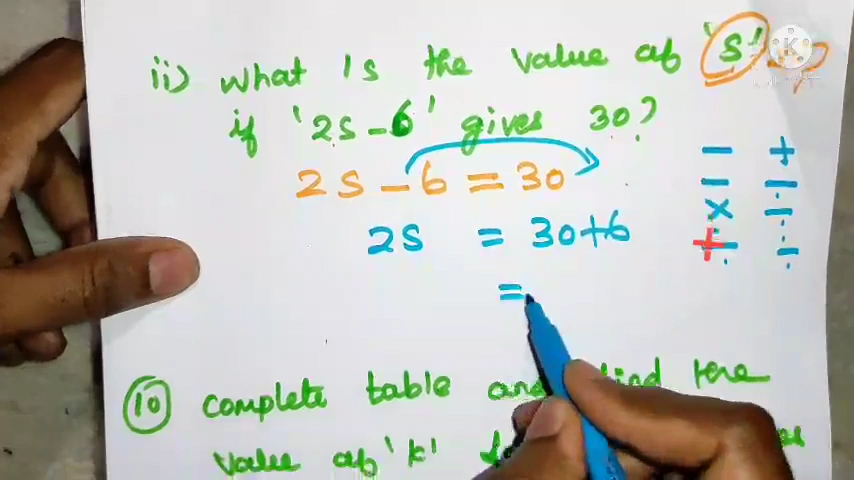 ii) what Is the value of 's'
if '2s - 6' gives 30?
2s - 6 = 30
2s = 30+6
=
- +
- ÷
× ÷
+ ÷ ÷
10 complete table and find the
value of 'k'
K